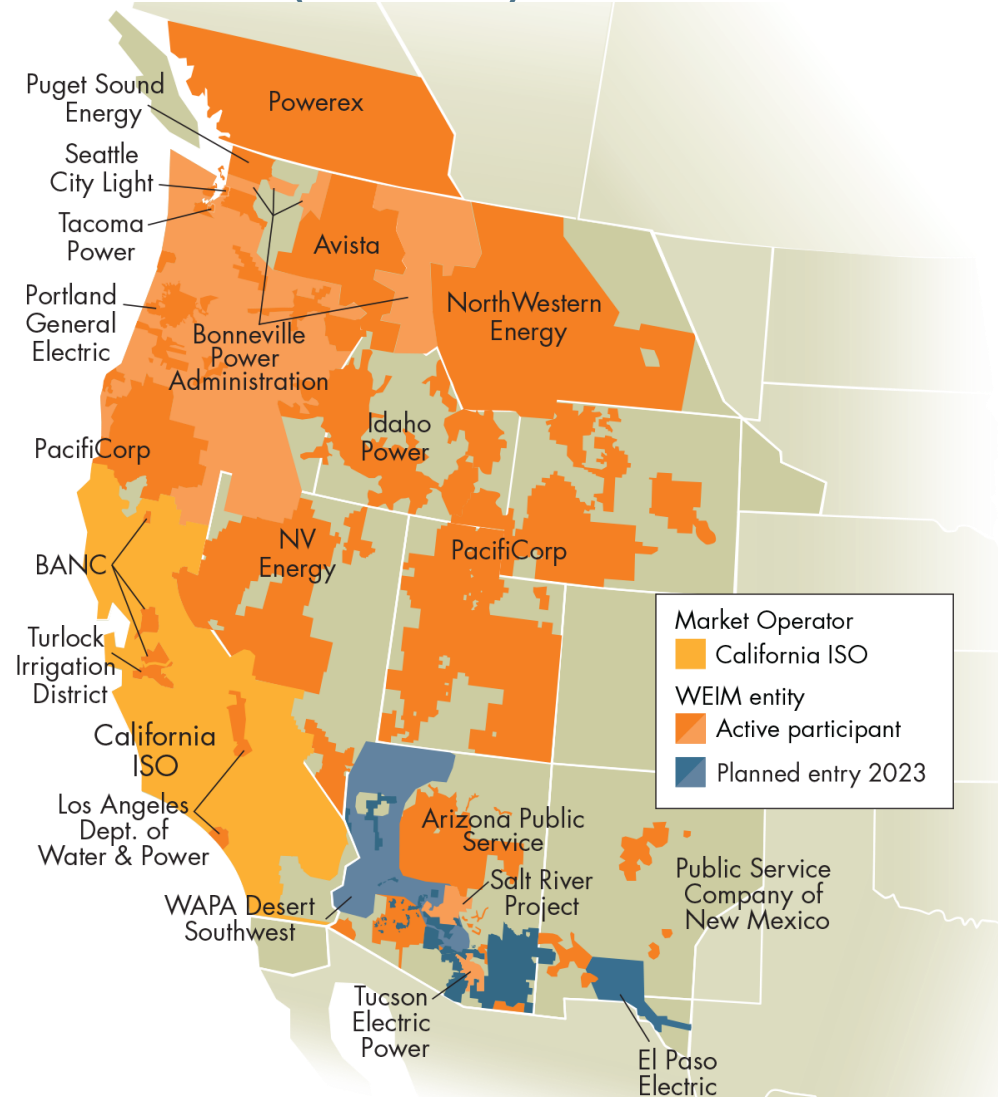 Puget Sound
Energy
Seattle
City Light
Tacoma
Power
Portland
General
Electric
Powerex
Avista
NorthWestern
Energy
Bonneville
Power
Administration
Idaho
Power
PacifiCorp
NV
Energy
PacifiCorp
BANC
Turlock
Irrigation
District
California
ISO
Los Angeles
Dept. of
Water & Power
Market Operator
California ISO
WEIM entity
Active participant
Planned entry 2023
Arizona Public
Service
Salt River
Project
Public Service
Company of
New Mexico
WAPA Desert
Southwest
Tucson
Electric
Power
El Paso
Electric